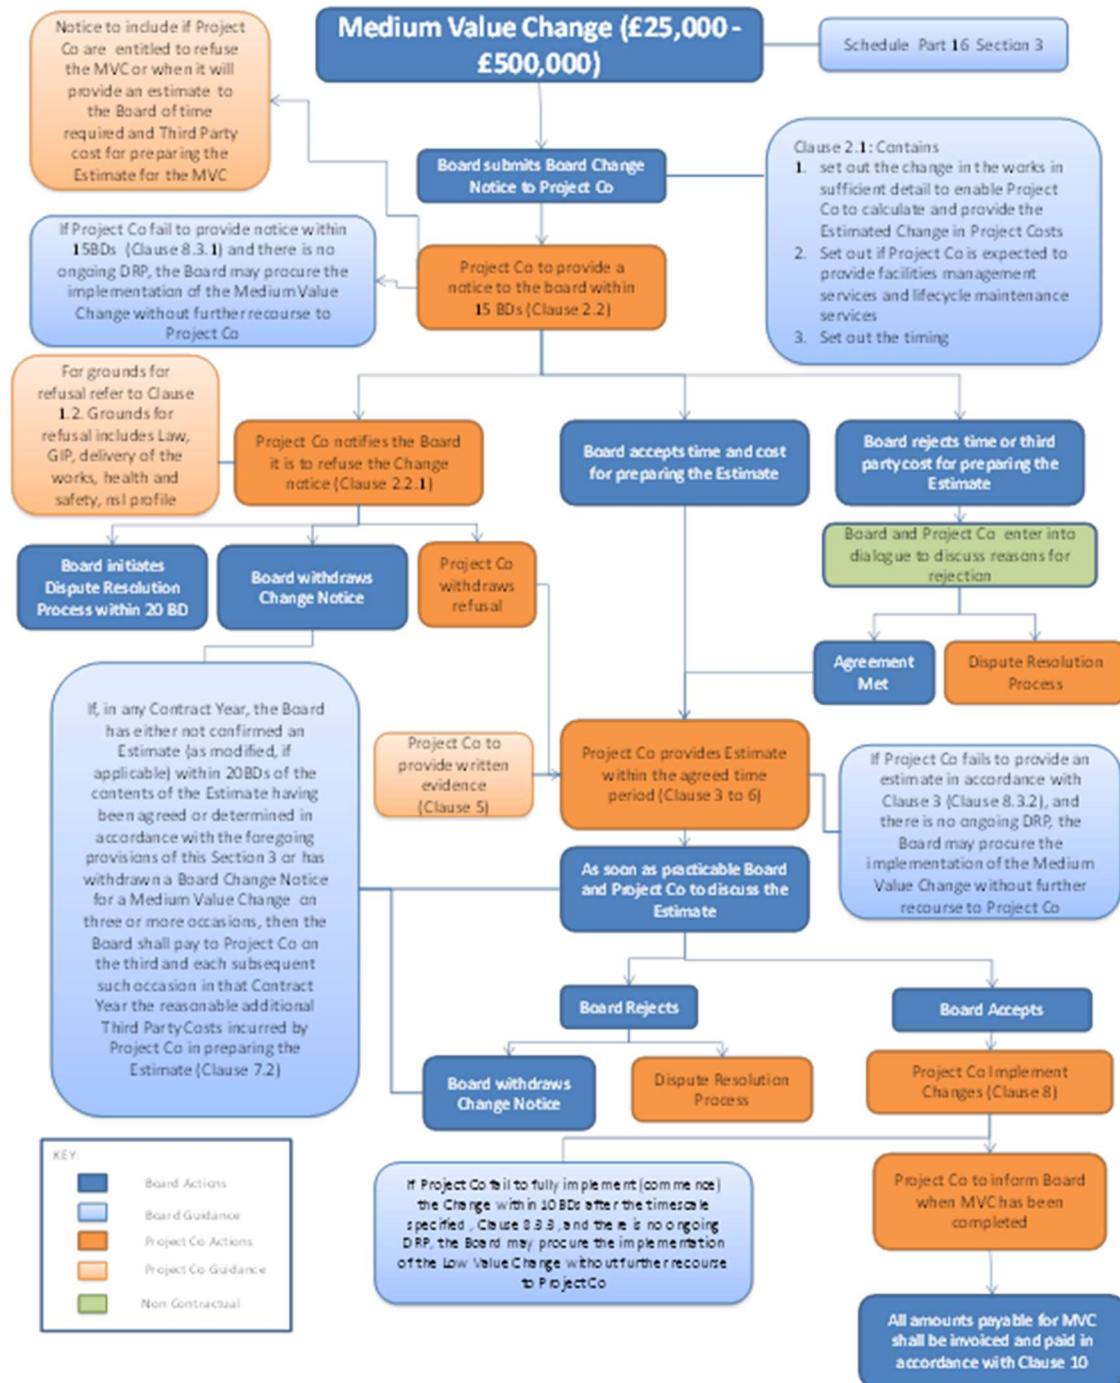 Medium Value Change (£25,000 -
£500,000)
Schedule Part 16 Section 3
Notice to include if Project
Co are entitled to refuse
the MVC or when it will
provide an estimate to
the Board of time
required and Third Party
cost for preparing the
Estimate for the MVC
Board submits Board Change
Notice to Project Co
Clause 2.1: Contains
1. set out the change in the works in
sufficient detail to enable Project
Co to calculate and provide the
Estimated Change in Project Costs
2. Set out if Project Co is expected to
provide facilities management
services and lifecycle maintenance
services
3. Set out the timing
If Project Co fail to provide notice within
15BDs (Clause 8.3.1) and there is no
ongoing DRP, the Board may procure the
implementation of the Medium Value
Change without further recourse to
Project Co
Project Co to provide a
notice to the board within
15 BDs (Clause 2.2)
For grounds for
refusal refer to Clause
1.2. Grounds for
refusal includes Law,
GIP, delivery of the
works, health and
safety, nsl profile
Project Co notifies the Board
it is to refuse the Change
notice (Clause 2.2.1)
Board accepts time and cost
for preparing the Estimate
Board rejects time or third
party cost for preparing the
Estimate
Board and Project Co enter into
dialogue to discuss reasons for
rejection
Board initiates
Dispute Resolution
Process within 20 BD
Board withdraws
Change Notice
Project Co
withdraws
refusal
Agreement
Met
Dispute Resolution
Process
If, in any Contract Year, the Board
has either not confirmed an
Estimate (as modified, if
applicable) within 20BDs of the
contents of the Estimate having
been agreed or determined in
accordance with the foregoing
provisions of this Section 3 or has
withdrawn a Board Change Notice
for a Medium Value Change on
three or more occasions, then the
Board shall pay to Project Co on
the third and each subsequent
such occasion in that Contract
Year the reasonable additional
Third Party Costs incurred by
Project Co in preparing the
Estimate (Clause 7.2)
Project Co to
provide written
evidence
(Clause 5)
Project Co provides Estimate
within the agreed time
period (Clause 3 to 6)
If Project Co fails to provide an
estimate in accordance with
Clause 3 (Clause 8.3.2), and
there is no ongoing DRP, the
Board may procure the
implementation of the Medium
Value Change without further
recourse to Project Co
As soon as practicable Board
and Project Co to discuss the
Estimate
Board Rejects
Board Accepts
Board withdraws
Change Notice
Dispute Resolution
Process
Project Co Implement
Changes (Clause 8)
If Project Co fail to fully implement (commence)
the Change within 10BDs after the timescale
specified , Clause 8.3.3, and there is no ongoing
DRP, the Board may procure the implementation
of the Low Value Change without further recourse
to Project Co
Project Co to inform Board
when MVC has been
completed
All amounts payable for MVC
shall be invoiced and paid in
accordance with Clause 10
KEY:
Board Actions
Board Guidance
Project Co Actions
Project Co Guidance
Non Contractual